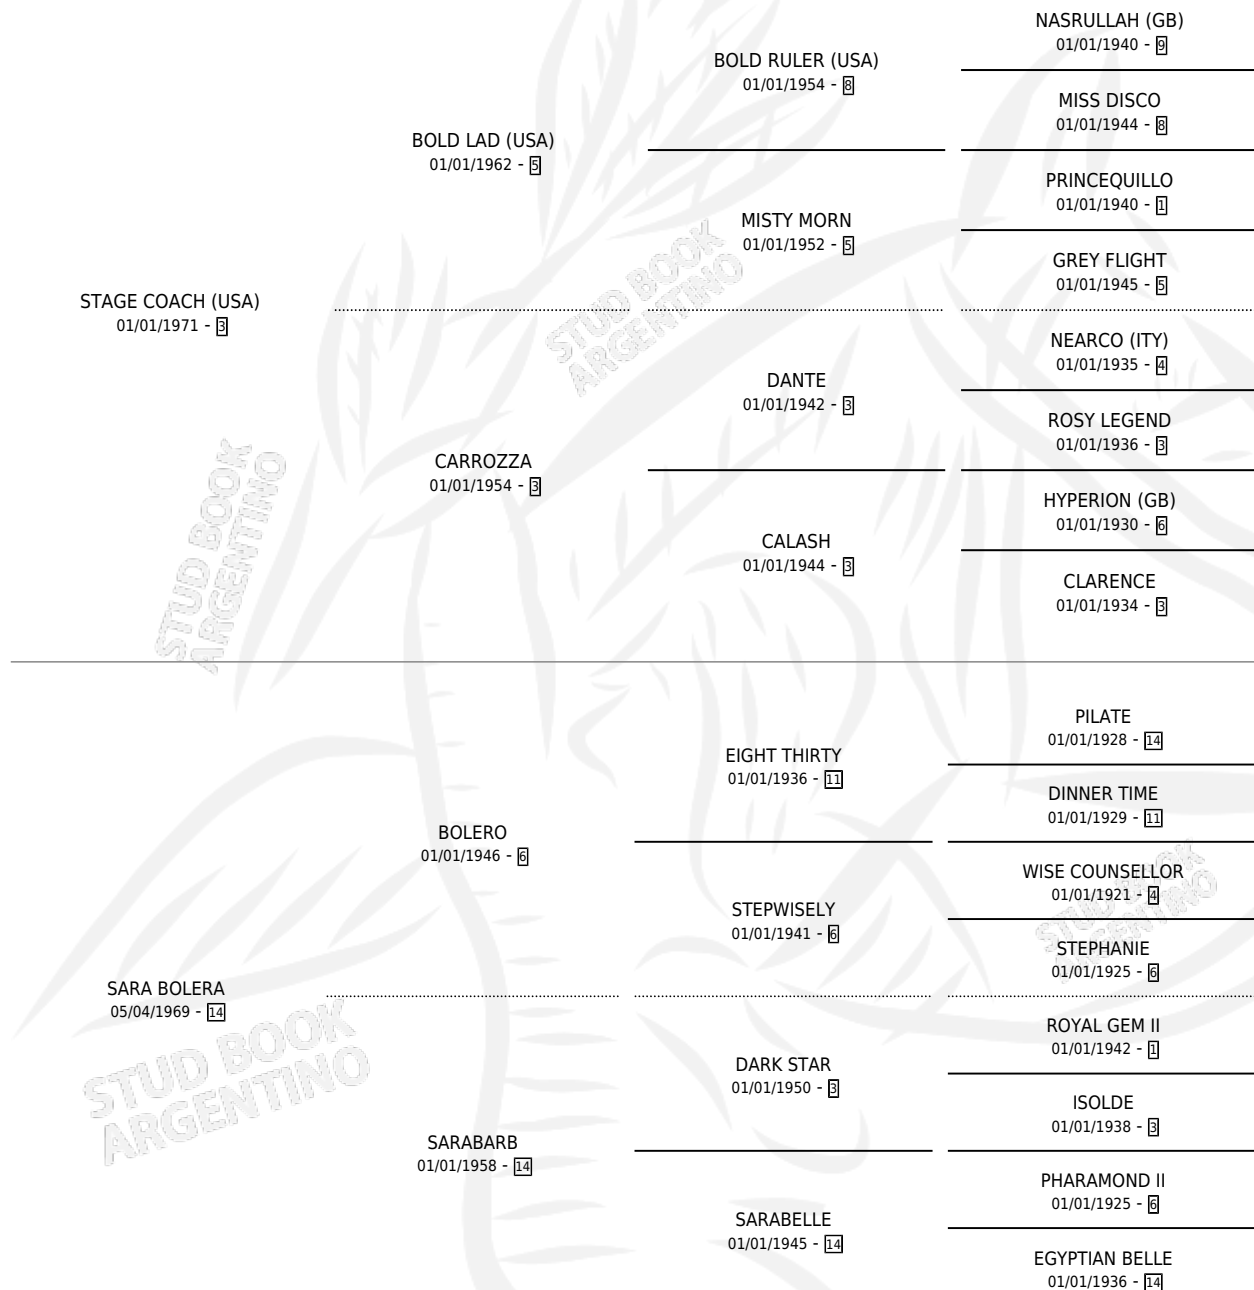 NASRULLAH (GB)
01/01/1940 - 9
BOLD RULER (USA)
01/01/1954 - 8
MISS DISCO
01/01/1944 - 8
BOLD LAD (USA)
01/01/1962 - 5
PRINCEQUILLO
01/01/1940 - 1
MISTY MORN
01/01/1952 - 5
GREY FLIGHT
01/01/1945 - 5
STAGE COACH (USA)
01/01/1971 - 3
NEARCO (ITY)
01/01/1935 - 4
DANTE
01/01/1942 - 3
ROSY LEGEND
01/01/1936 - 3
CARROZZA
01/01/1954 - 3
HYPERION (GB)
01/01/1930 - 6
CALASH
01/01/1944 - 3
CLARENCE
01/01/1934 - 3
PILATE
01/01/1928 - 14
EIGHT THIRTY
01/01/1936 - 11
DINNER TIME
01/01/1929 - 11
BOLERO
01/01/1946 - 6
WISE COUNSELLOR
01/01/1921 - 4
STEPWISELY
01/01/1941 - 6
STEPHANIE
01/01/1925 - 6
SARA BOLERA
05/04/1969 - 14
ROYAL GEM II
01/01/1942 - 1
DARK STAR
01/01/1950 - 3
ISOLDE
01/01/1938 - 3
SARABARB
01/01/1958 - 14
PHARAMOND II
01/01/1925 - 6
SARABELLE
01/01/1945 - 14
EGYPTIAN BELLE
01/01/1936 - 14
STUD BOOK
ARGENTINO
STUD BOOK
ARGENTINO
STUD BOOK
ARGENTINO
STUD BOOK
ARGENTINO